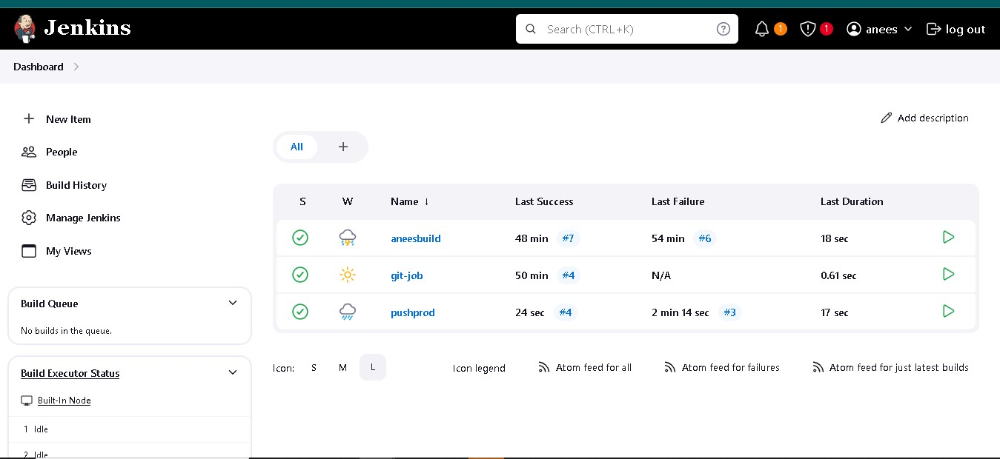 Jenkins
Search (CTRL+K)
1
1
anees
log out
Dashboard
New Item
People
Build History
Manage Jenkins
My Views
Build Queue
No builds in the queue.
Build Executor Status
Built-In Node
1 Idle
2 Idle
Add description
All
S W Name ↓ Last Success Last Failure Last Duration
aneesbuild 48 min #7 54 min #6 18 sec
git-job 50 min #4 N/A 0.61 sec
pushprod 24 sec #4 2 min 14 sec #3 17 sec
Icon: S M L Icon legend Atom feed for all Atom feed for failures Atom feed for just latest builds